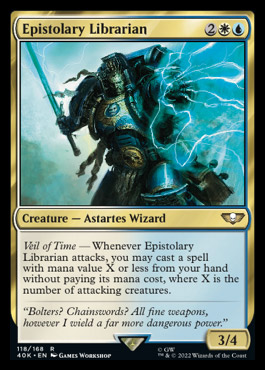 Epistolary Librarian 2
Creature — Astartes Wizard
Veil of Time — Whenever Epistolary
Librarian attacks, you may cast a spell
with mana value X or less from your hand
without paying its mana cost, where X is the
number of attacking creatures.
“Bolters? Chainswords? All fine weapons,
however I wield a far more dangerous power.”
3/4
118/168 R
40K • EN Games Workshop
© GW
™ & © 2022 Wizards of the Coast